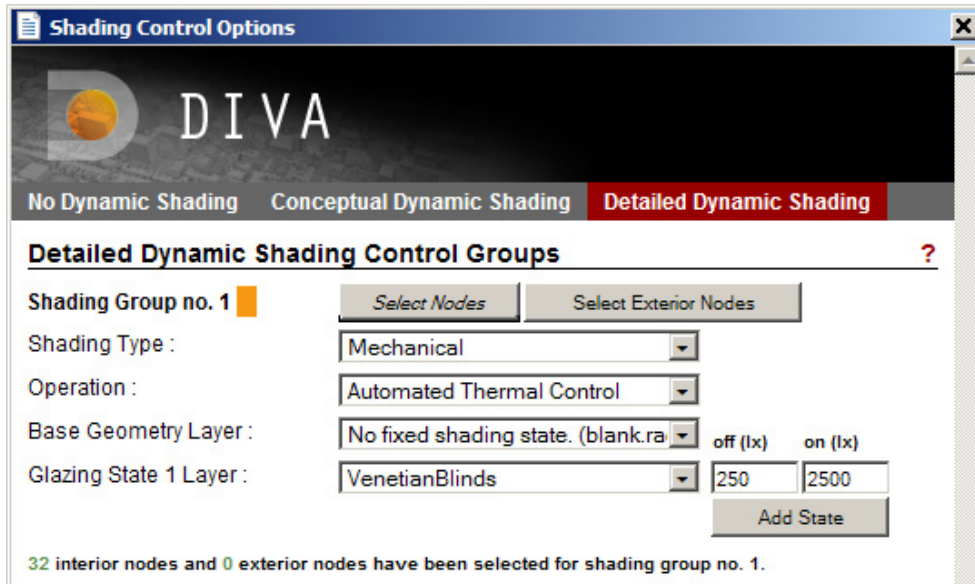 Shading Control Options
DIVA
No Dynamic Shading Conceptual Dynamic Shading Detailed Dynamic Shading
Detailed Dynamic Shading Control Groups ?
Shading Group no. 1 Select Nodes Select Exterior Nodes
Shading Type : Mechanical
Operation : Automated Thermal Control
Base Geometry Layer : No fixed shading state. (blank.ra off (lx) on (lx)
Glazing State 1 Layer : VenetianBlinds 250 2500
Add State
32 interior nodes and 0 exterior nodes have been selected for shading group no. 1.